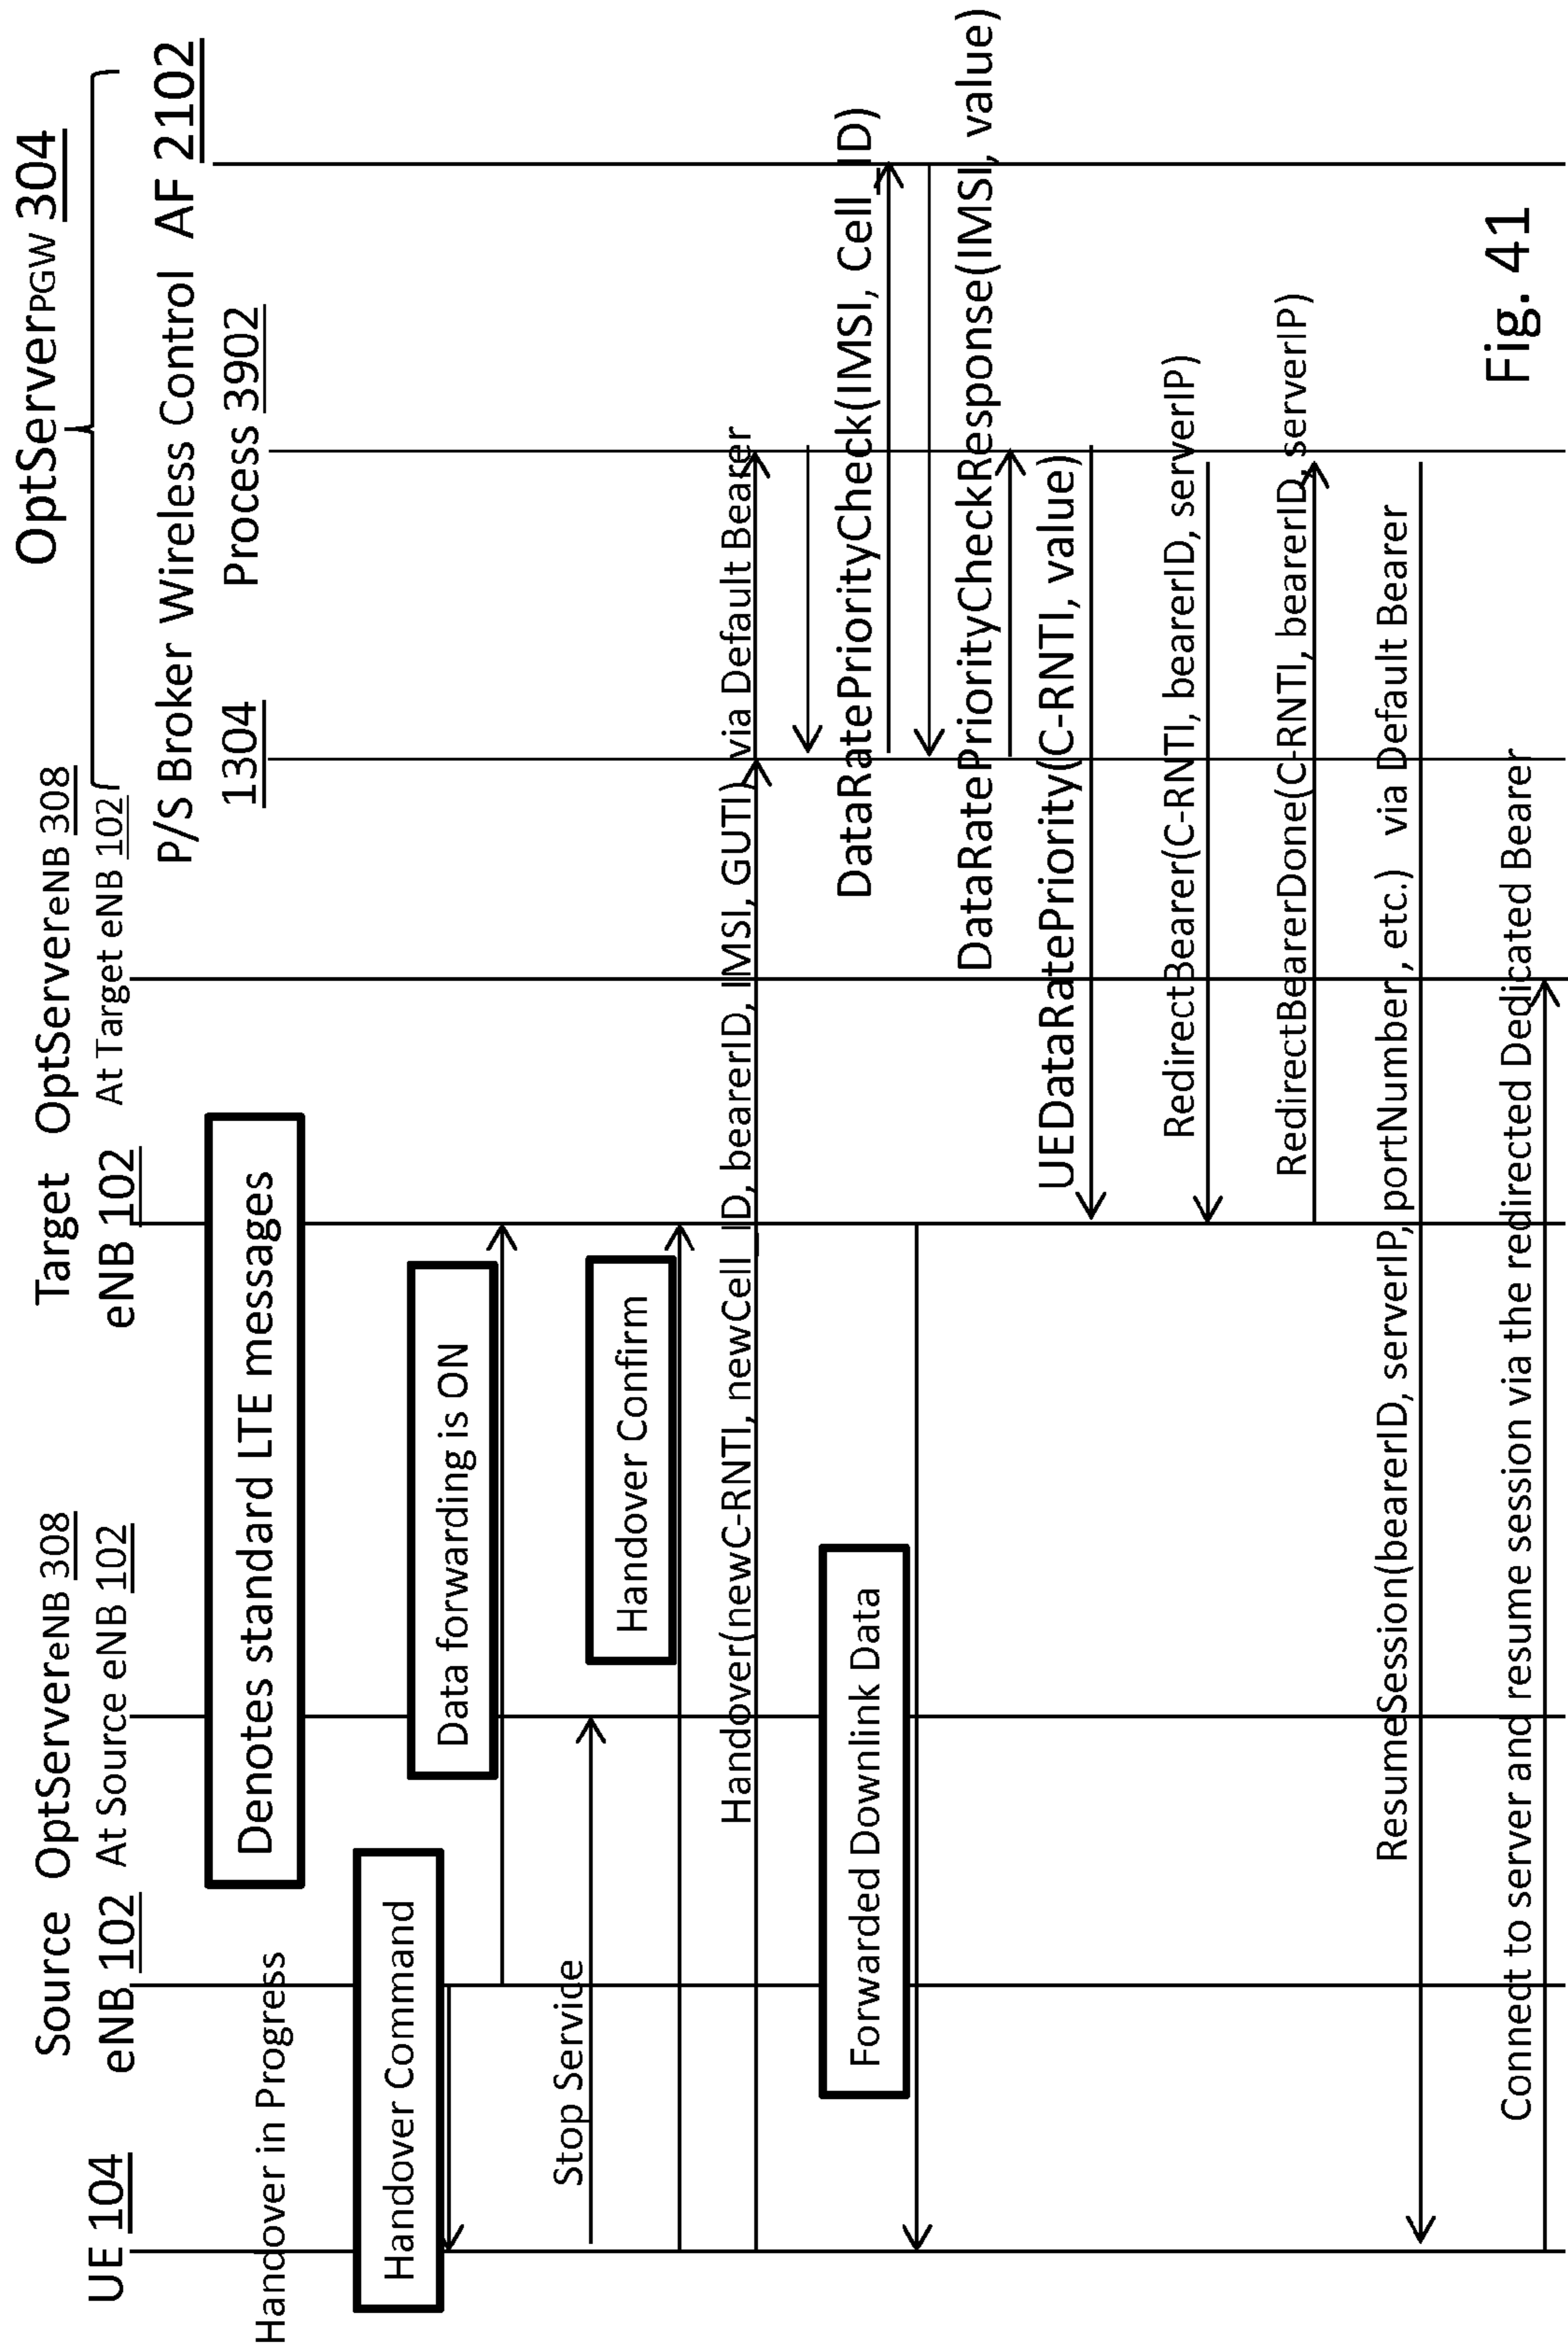 OptServerPGW 304
Source OptServereNB 308
Target OptServereNB 308
UE 104
eNB 102 At Source eNB 102
eNB 102
At Target eNB 102
P/S Broker Wireless Control AF 2102
1304
Process 3902
Denotes standard LTE messages
Handover in Progress
Handover Command
Data forwarding is ON
Stop Service
Handover Confirm
Handover(newC-RNTI, newCell_ID, bearerID, IMSI, GUTI) via Default Bearer
DataRatePriorityCheck(IMSI, Cell_ID)
Forwarded Downlink Data
DataRatePriorityCheckResponse(IMSI, value)
UEDataRatePriority(C-RNTI, value)
RedirectBearer(C-RNTI, bearerID, serverIP)
RedirectBearerDone(C-RNTI, bearerID, serverIP)
ResumeSession(bearerID, serverIP, portNumber, etc.) via Default Bearer
Connect to server and resume session via the redirected Dedicated Bearer
Fig. 41